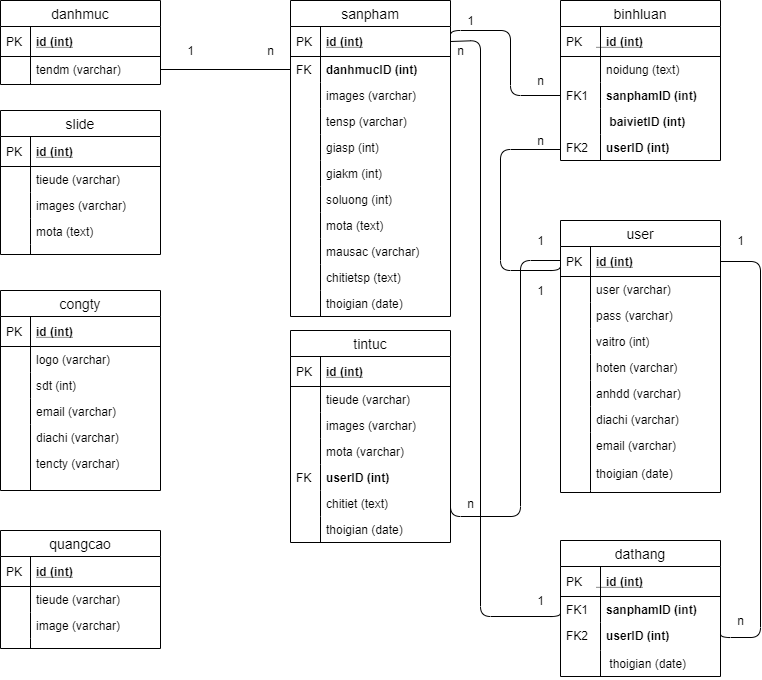 danhmuc
PK id (int)
tendm (varchar)
1
n
slide
PK id (int)
tieude (varchar)
images (varchar)
mota (text)
congty
PK id (int)
logo (varchar)
sdt (int)
email (varchar)
diachi (varchar)
tencty (varchar)
quangcao
PK id (int)
tieude (varchar)
image (varchar)
sanpham
PK id (int)
FK danhmucID (int)
images (varchar)
tensp (varchar)
giasp (int)
giakm (int)
soluong (int)
mota (text)
mausac (varchar)
chitietsp (text)
thoigian (date)
tintuc
PK id (int)
tieude (varchar)
images (varchar)
mota (varchar)
FK userID (int)
chitiet (text)
thoigian (date)
1
n
n
n
1
1
n
1
binhluan
PK id (int)
noidung (text)
FK1 sanphamID (int)
baivietID (int)
FK2 userID (int)
user
PK id (int)
user (varchar)
pass (varchar)
vaitro (int)
hoten (varchar)
anhdd (varchar)
diachi (varchar)
email (varchar)
thoigian (date)
dathang
PK id (int)
FK1 sanphamID (int)
FK2 userID (int)
thoigian (date)
1
n